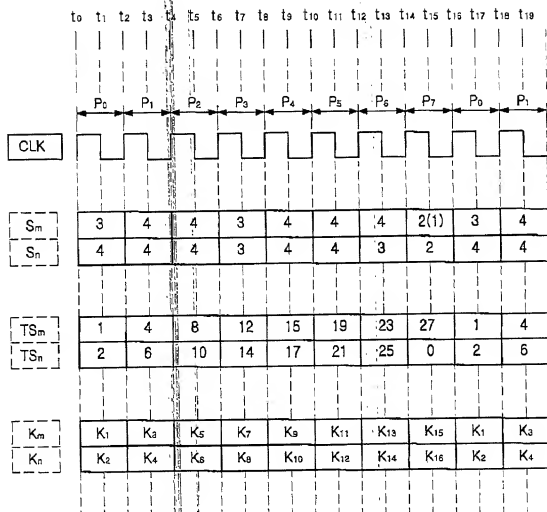 t0 t1 t2 t3 t4 t5 t6 t7 t8 t9 t10 t11 t12 t13 t14 t15 t16 t17 t18 t19
P0 P1 P2 P3 P4 P5 P6 P7 P0 P1
CLK
Sm 3 4 4 3 4 4 4 2(1) 3 4
Sn 4 4 4 3 4 4 3 2 4 4
TSm 1 4 8 12 15 19 23 27 1 4
TSn 2 6 10 14 17 21 25 0 2 6
Km K1 K3 K5 K7 K9 K11 K13 K15 K1 K3
Kn K2 K4 K6 K8 K10 K12 K14 K16 K2 K4